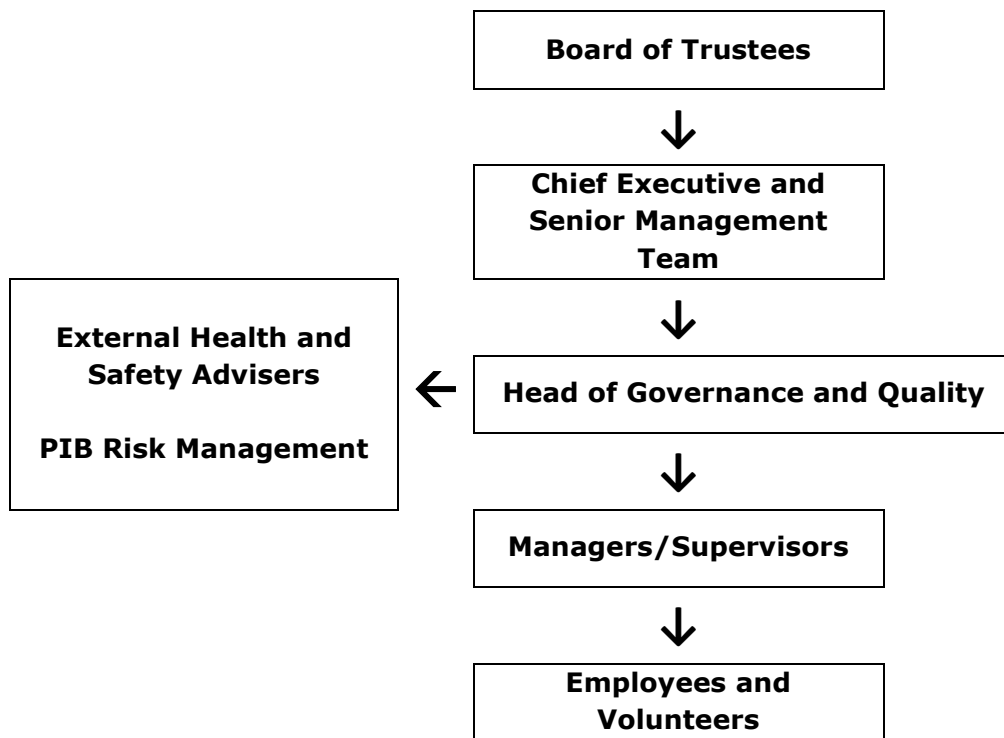 Board of Trustees
Chief Executive and
Senior Management
Team
External Health and
Safety Advisers
PIB Risk Management
Head of Governance and Quality
Managers/Supervisors
Employees and
Volunteers